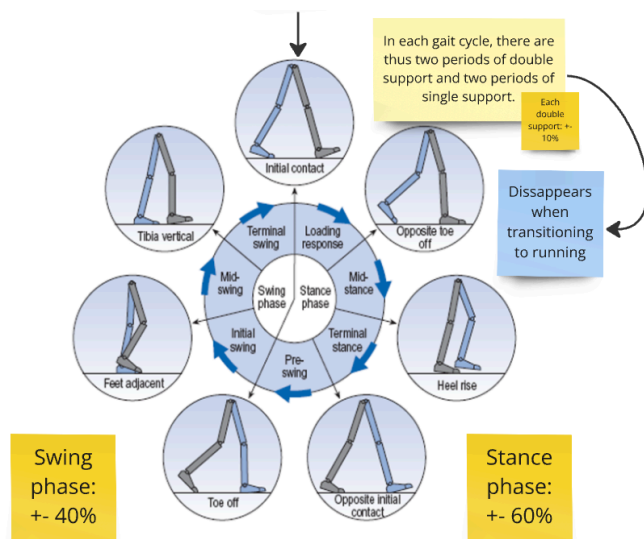 In each gait cycle, there are
thus two periods of double
support and two periods of
single support.
Each
double
support: +-
10%
Dissappears
when
transitioning
to running
Initial contact
Opposite toe
off
Heel rise
Opposite initial
contact
Toe off
Feet adjacent
Tibia vertical
Loading
response
Mid-
stance
Terminal
stance
Pre-
swing
Initial
swing
Mid-
swing
Terminal
swing
Swing
phase
Stance
phase
Swing
phase:
+- 40%
Stance
phase:
+- 60%